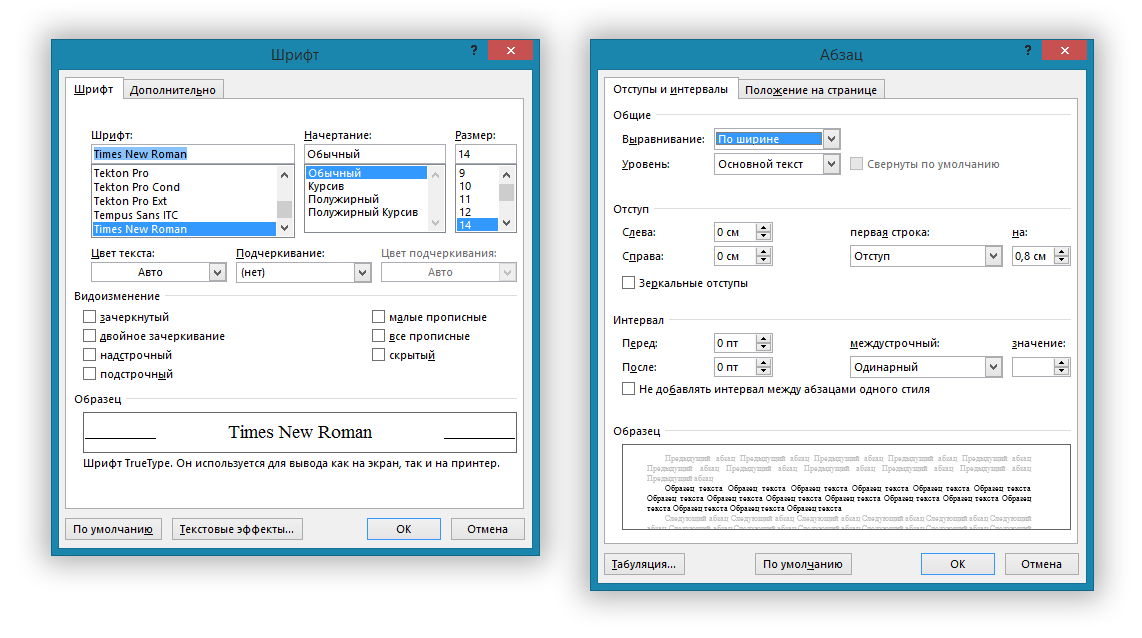 Шрифт
?
Шрифт
Дополнительно
Шрифт:
Начертание:
Размер:
Times New Roman
Обычный
14
Tekton Pro
Tekton Pro Cond
Tekton Pro Ext
Tempus Sans ITC
Times New Roman
Обычный
Курсив
Полужирный
Полужирный Курсив
9
10
11
12
14
Цвет текста:
Подчеркивание:
Цвет подчеркивания:
Авто
(нет)
Авто
Видоизменение
зачеркнутый
двойное зачеркивание
надстрочный
подстрочный
малые прописные
все прописные
скрытый
Образец
Times New Roman
Шрифт TrueType. Он используется для вывода как на экран, так и на принтер.
По умолчанию
Текстовые эффекты...
ОК
Отмена
Абзац
?
Отступы и интервалы
Положение на странице
Общие
Выравнивание:
По ширине
Уровень:
Основной текст
Свернуты по умолчанию
Отступ
Слева:
0 см
первая строка:
на:
Справа:
0 см
Отступ
0,8 см
Зеркальные отступы
Интервал
Перед:
0 пт
междустрочный:
значение:
После:
0 пт
Одинарный
Не добавлять интервал между абзацами одного стиля
Образец
Предыдущий абзац Предыдущий абзац Предыдущий абзац Предыдущий абзац Предыдущий абзац
Предыдущий абзац Предыдущий абзац Предыдущий абзац Предыдущий абзац Предыдущий абзац
Предыдущий абзац
Образец текста Образец текста Образец текста Образец текста Образец текста Образец текста
Образец текста Образец текста Образец текста Образец текста Образец текста Образец текста Образец
текста Образец текста Образец текста Образец текста
Следующий абзац Следующий абзац Следующий абзац Следующий абзац Следующий абзац
Табуляция...
По умолчанию
ОК
Отмена